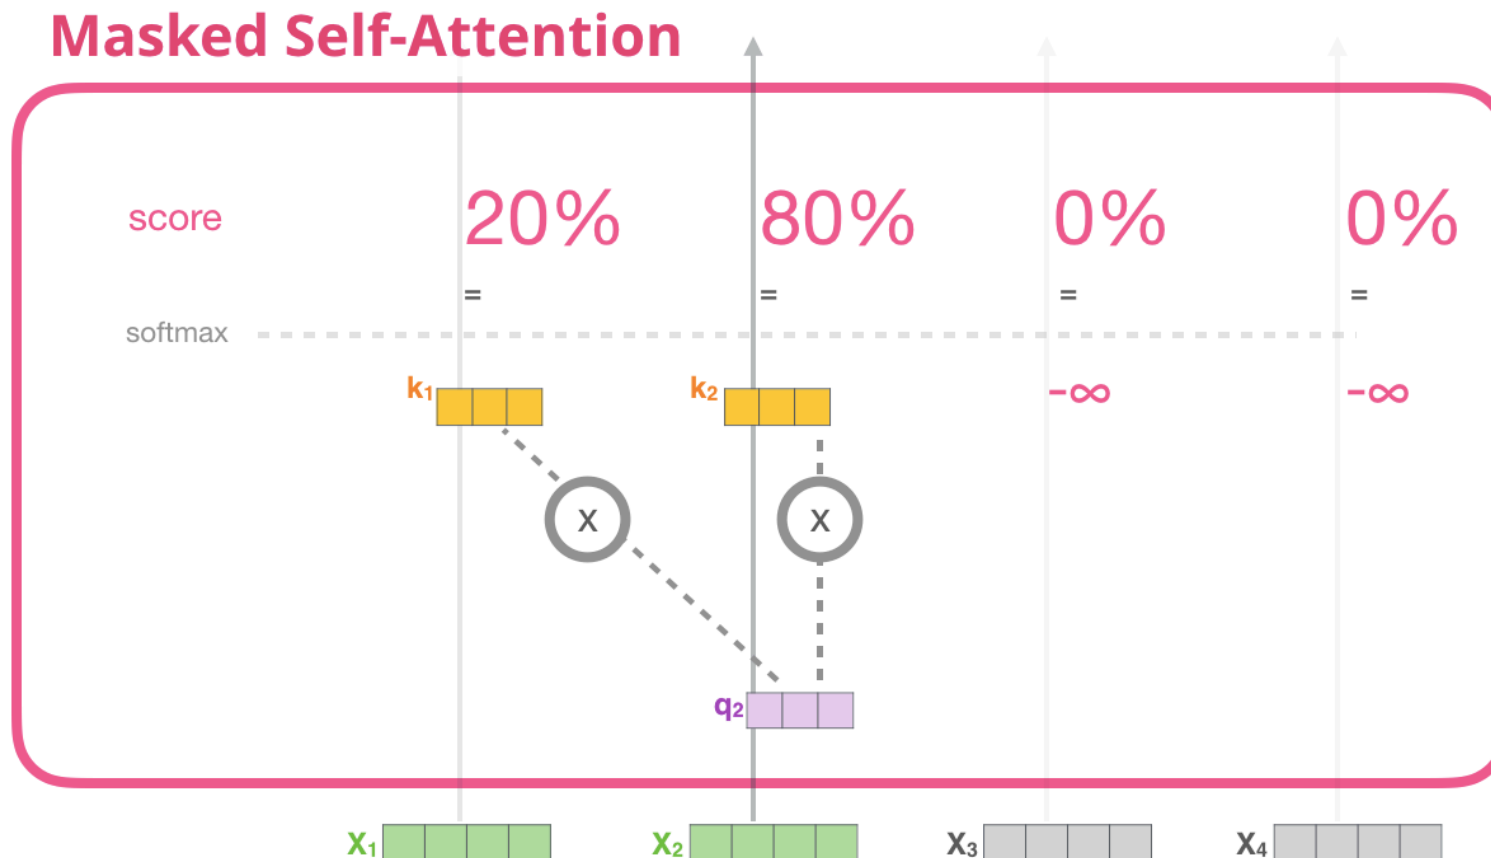 Masked Self-Attention
score 20% 80% 0% 0%
= = = =
softmax
k₁ k₂ -∞ -∞
X X
q₂
X₁ X₂ X₃ X₄